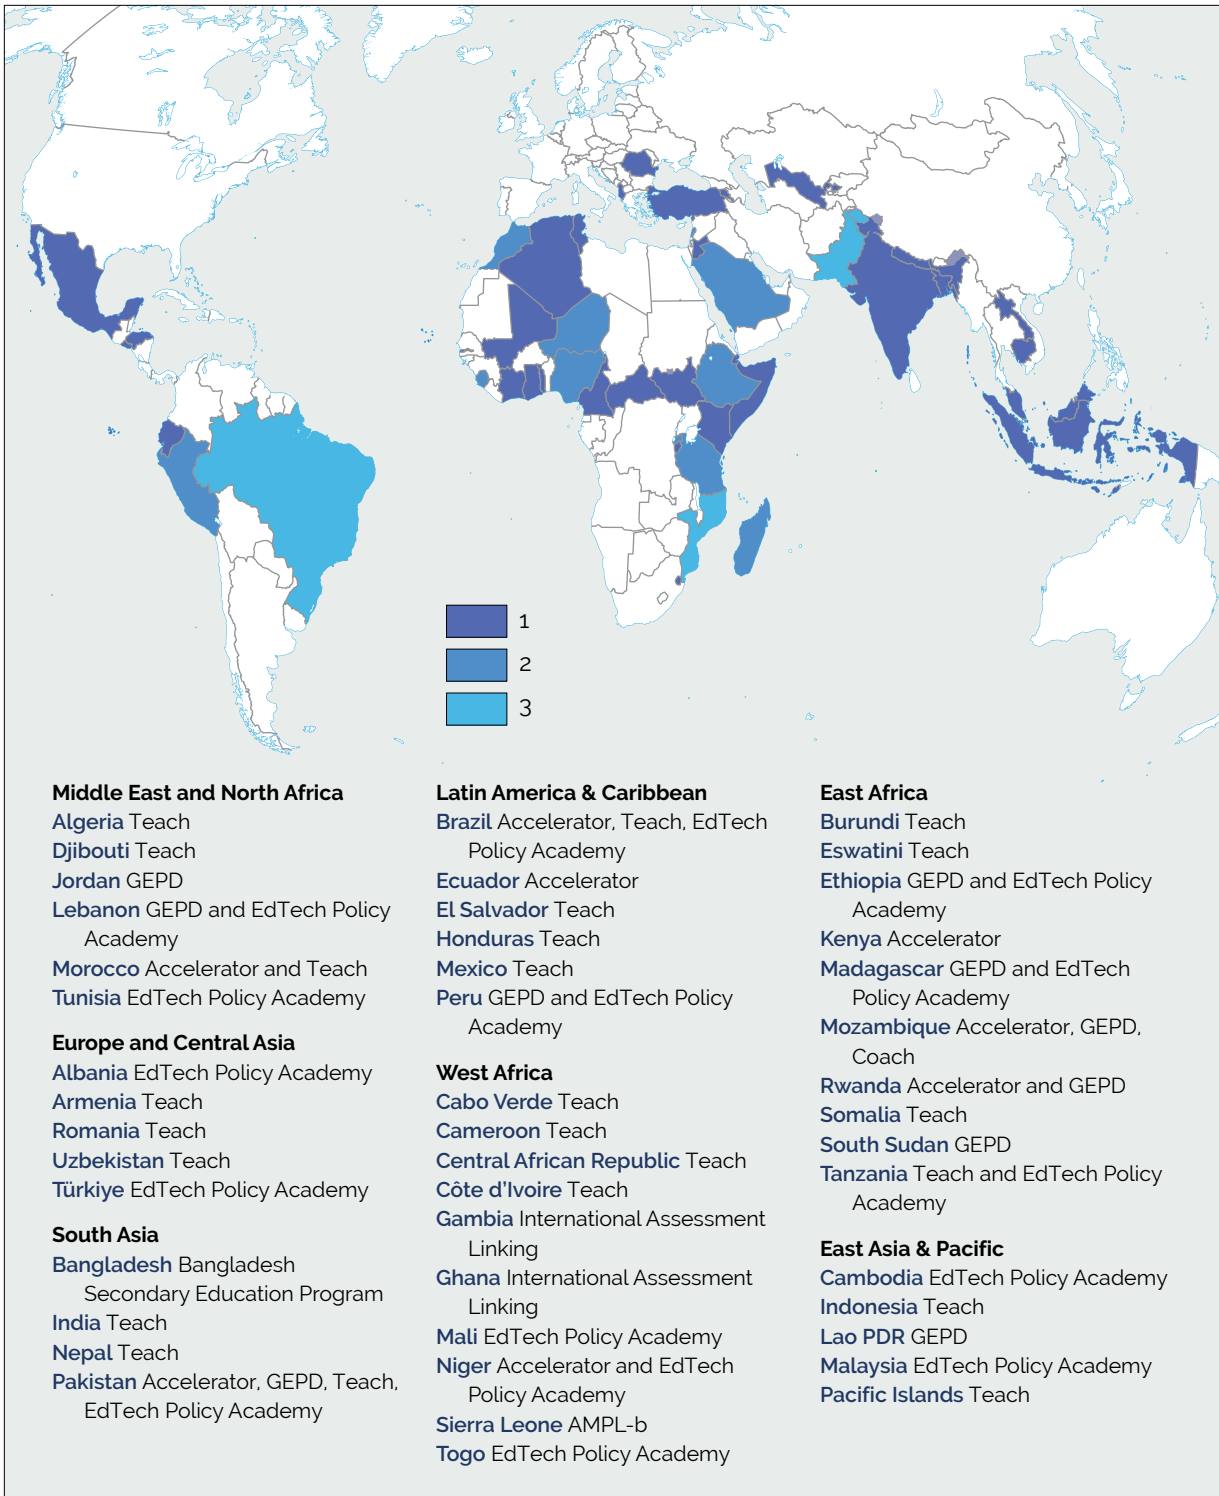 1
2
3
Middle East and North Africa
Algeria Teach
Djibouti Teach
Jordan GEPD
Lebanon GEPD and EdTech Policy
Academy
Morocco Accelerator and Teach
Tunisia EdTech Policy Academy
Europe and Central Asia
Albania EdTech Policy Academy
Armenia Teach
Romania Teach
Uzbekistan Teach
Türkiye EdTech Policy Academy
South Asia
Bangladesh Bangladesh
Secondary Education Program
India Teach
Nepal Teach
Pakistan Accelerator, GEPD, Teach,
EdTech Policy Academy
Latin America & Caribbean
Brazil Accelerator, Teach, EdTech
Policy Academy
Ecuador Accelerator
El Salvador Teach
Honduras Teach
Mexico Teach
Peru GEPD and EdTech Policy
Academy
West Africa
Cabo Verde Teach
Cameroon Teach
Central African Republic Teach
Côte d’Ivoire Teach
Gambia International Assessment
Linking
Ghana International Assessment
Linking
Mali EdTech Policy Academy
Niger Accelerator and EdTech
Policy Academy
Sierra Leone AMPL-b
Togo EdTech Policy Academy
East Africa
Burundi Teach
Eswatini Teach
Ethiopia GEPD and EdTech Policy
Academy
Kenya Accelerator
Madagascar GEPD and EdTech
Policy Academy
Mozambique Accelerator, GEPD,
Coach
Rwanda Accelerator and GEPD
Somalia Teach
South Sudan GEPD
Tanzania Teach and EdTech Policy
Academy
East Asia & Pacific
Cambodia EdTech Policy Academy
Indonesia Teach
Lao PDR GEPD
Malaysia EdTech Policy Academy
Pacific Islands Teach